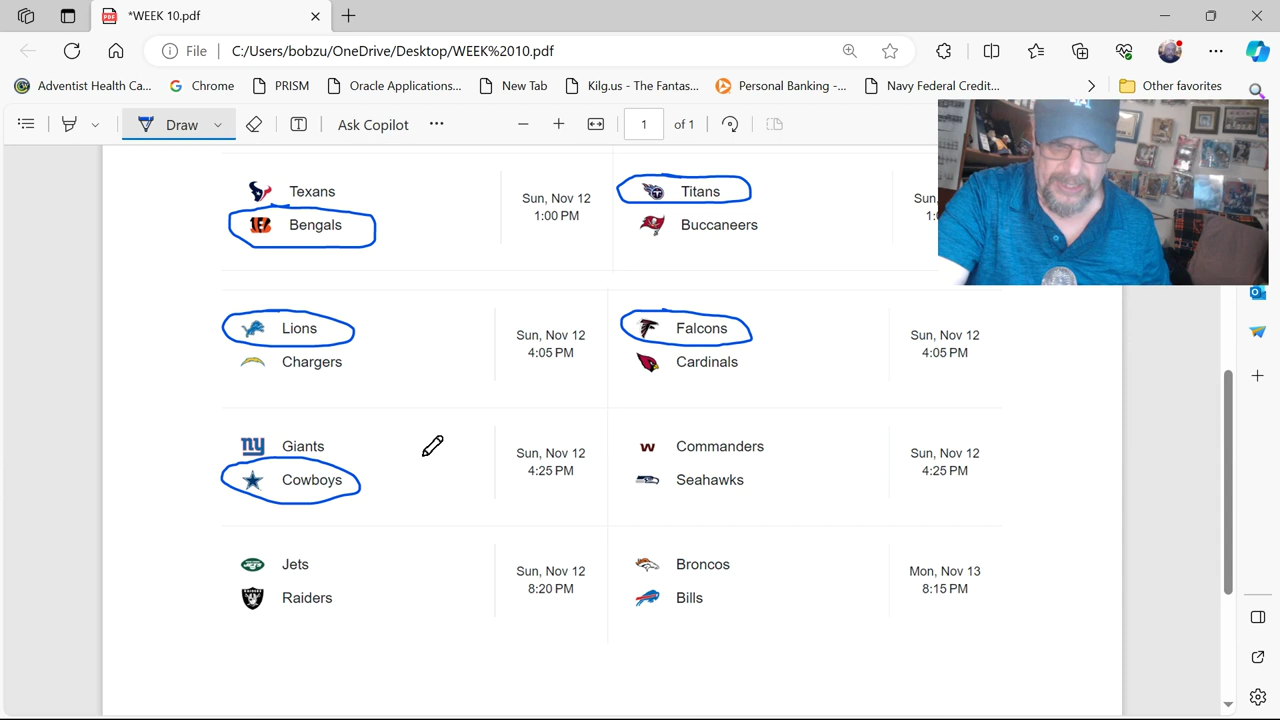 *WEEK 10.pdf
File C:/Users/bobzu/OneDrive/Desktop/WEEK%2010.pdf
Adventist Health Ca... Chrome PRISM Oracle Applications... New Tab Kilg.us - The Fantas... Personal Banking -... Navy Federal Credit... Other favorites
Draw Ask Copilot 1 of 1
Texans
Bengals
Sun, Nov 12
1:00 PM
Titans
Buccaneers
Sun,
Lions
Chargers
Sun, Nov 12
4:05 PM
Falcons
Cardinals
Sun, Nov 12
4:05 PM
Giants
Cowboys
Sun, Nov 12
4:25 PM
Commanders
Seahawks
Sun, Nov 12
4:25 PM
Jets
Raiders
Sun, Nov 12
8:20 PM
Broncos
Bills
Mon, Nov 13
8:15 PM